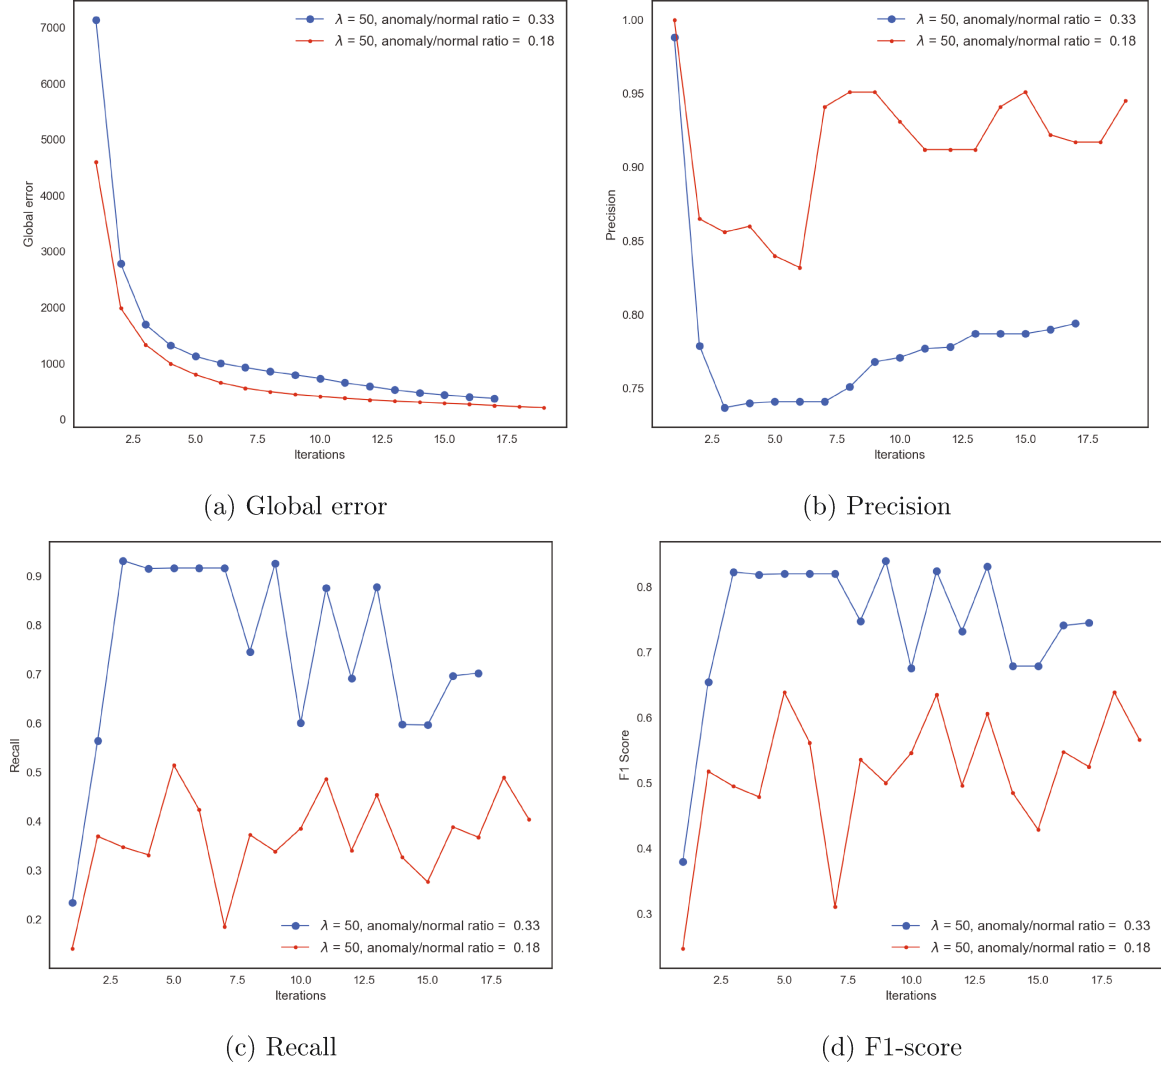 λ = 50, anomaly/normal ratio = 0.33
λ = 50, anomaly/normal ratio = 0.18
7000
6000
5000
4000
3000
2000
1000
0
Global error
2.5 5.0 7.5 10.0 12.5 15.0 17.5
Iterations
(a) Global error
λ = 50, anomaly/normal ratio = 0.33
λ = 50, anomaly/normal ratio = 0.18
1.00
0.95
0.90
0.85
0.80
0.75
Precision
2.5 5.0 7.5 10.0 12.5 15.0 17.5
Iterations
(b) Precision
0.9
0.8
0.7
0.6
0.5
0.4
0.3
0.2
Recall
λ = 50, anomaly/normal ratio = 0.33
λ = 50, anomaly/normal ratio = 0.18
2.5 5.0 7.5 10.0 12.5 15.0 17.5
Iterations
(c) Recall
0.8
0.7
0.6
0.5
0.4
0.3
F1 Score
λ = 50, anomaly/normal ratio = 0.33
λ = 50, anomaly/normal ratio = 0.18
2.5 5.0 7.5 10.0 12.5 15.0 17.5
Iterations
(d) F1-score